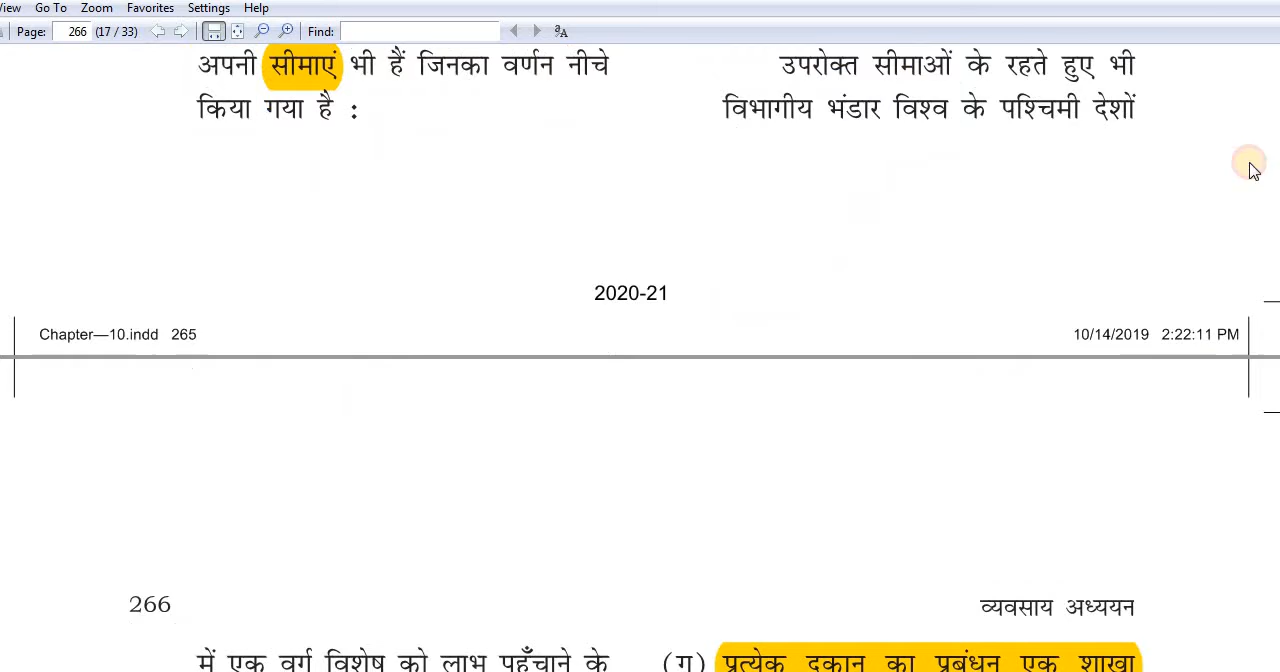 View Go To Zoom Favorites Settings Help
Page: 266 (17 / 33) Find:
अपनी सीमाएं भी हैं जिनका वर्णन नीचे
किया गया है :
उपरोक्त सीमाओं के रहते हुए भी
विभागीय भंडार विश्व के पश्चिमी देशों
2020-21
Chapter—10.indd 265 10/14/2019 2:22:11 PM
266 व्यवसाय अध्ययन
में एक वर्ग विशेष को लाभ पहुँचाने के
(ग) प्रत्येक दुकान का प्रबंधन एक शाखा